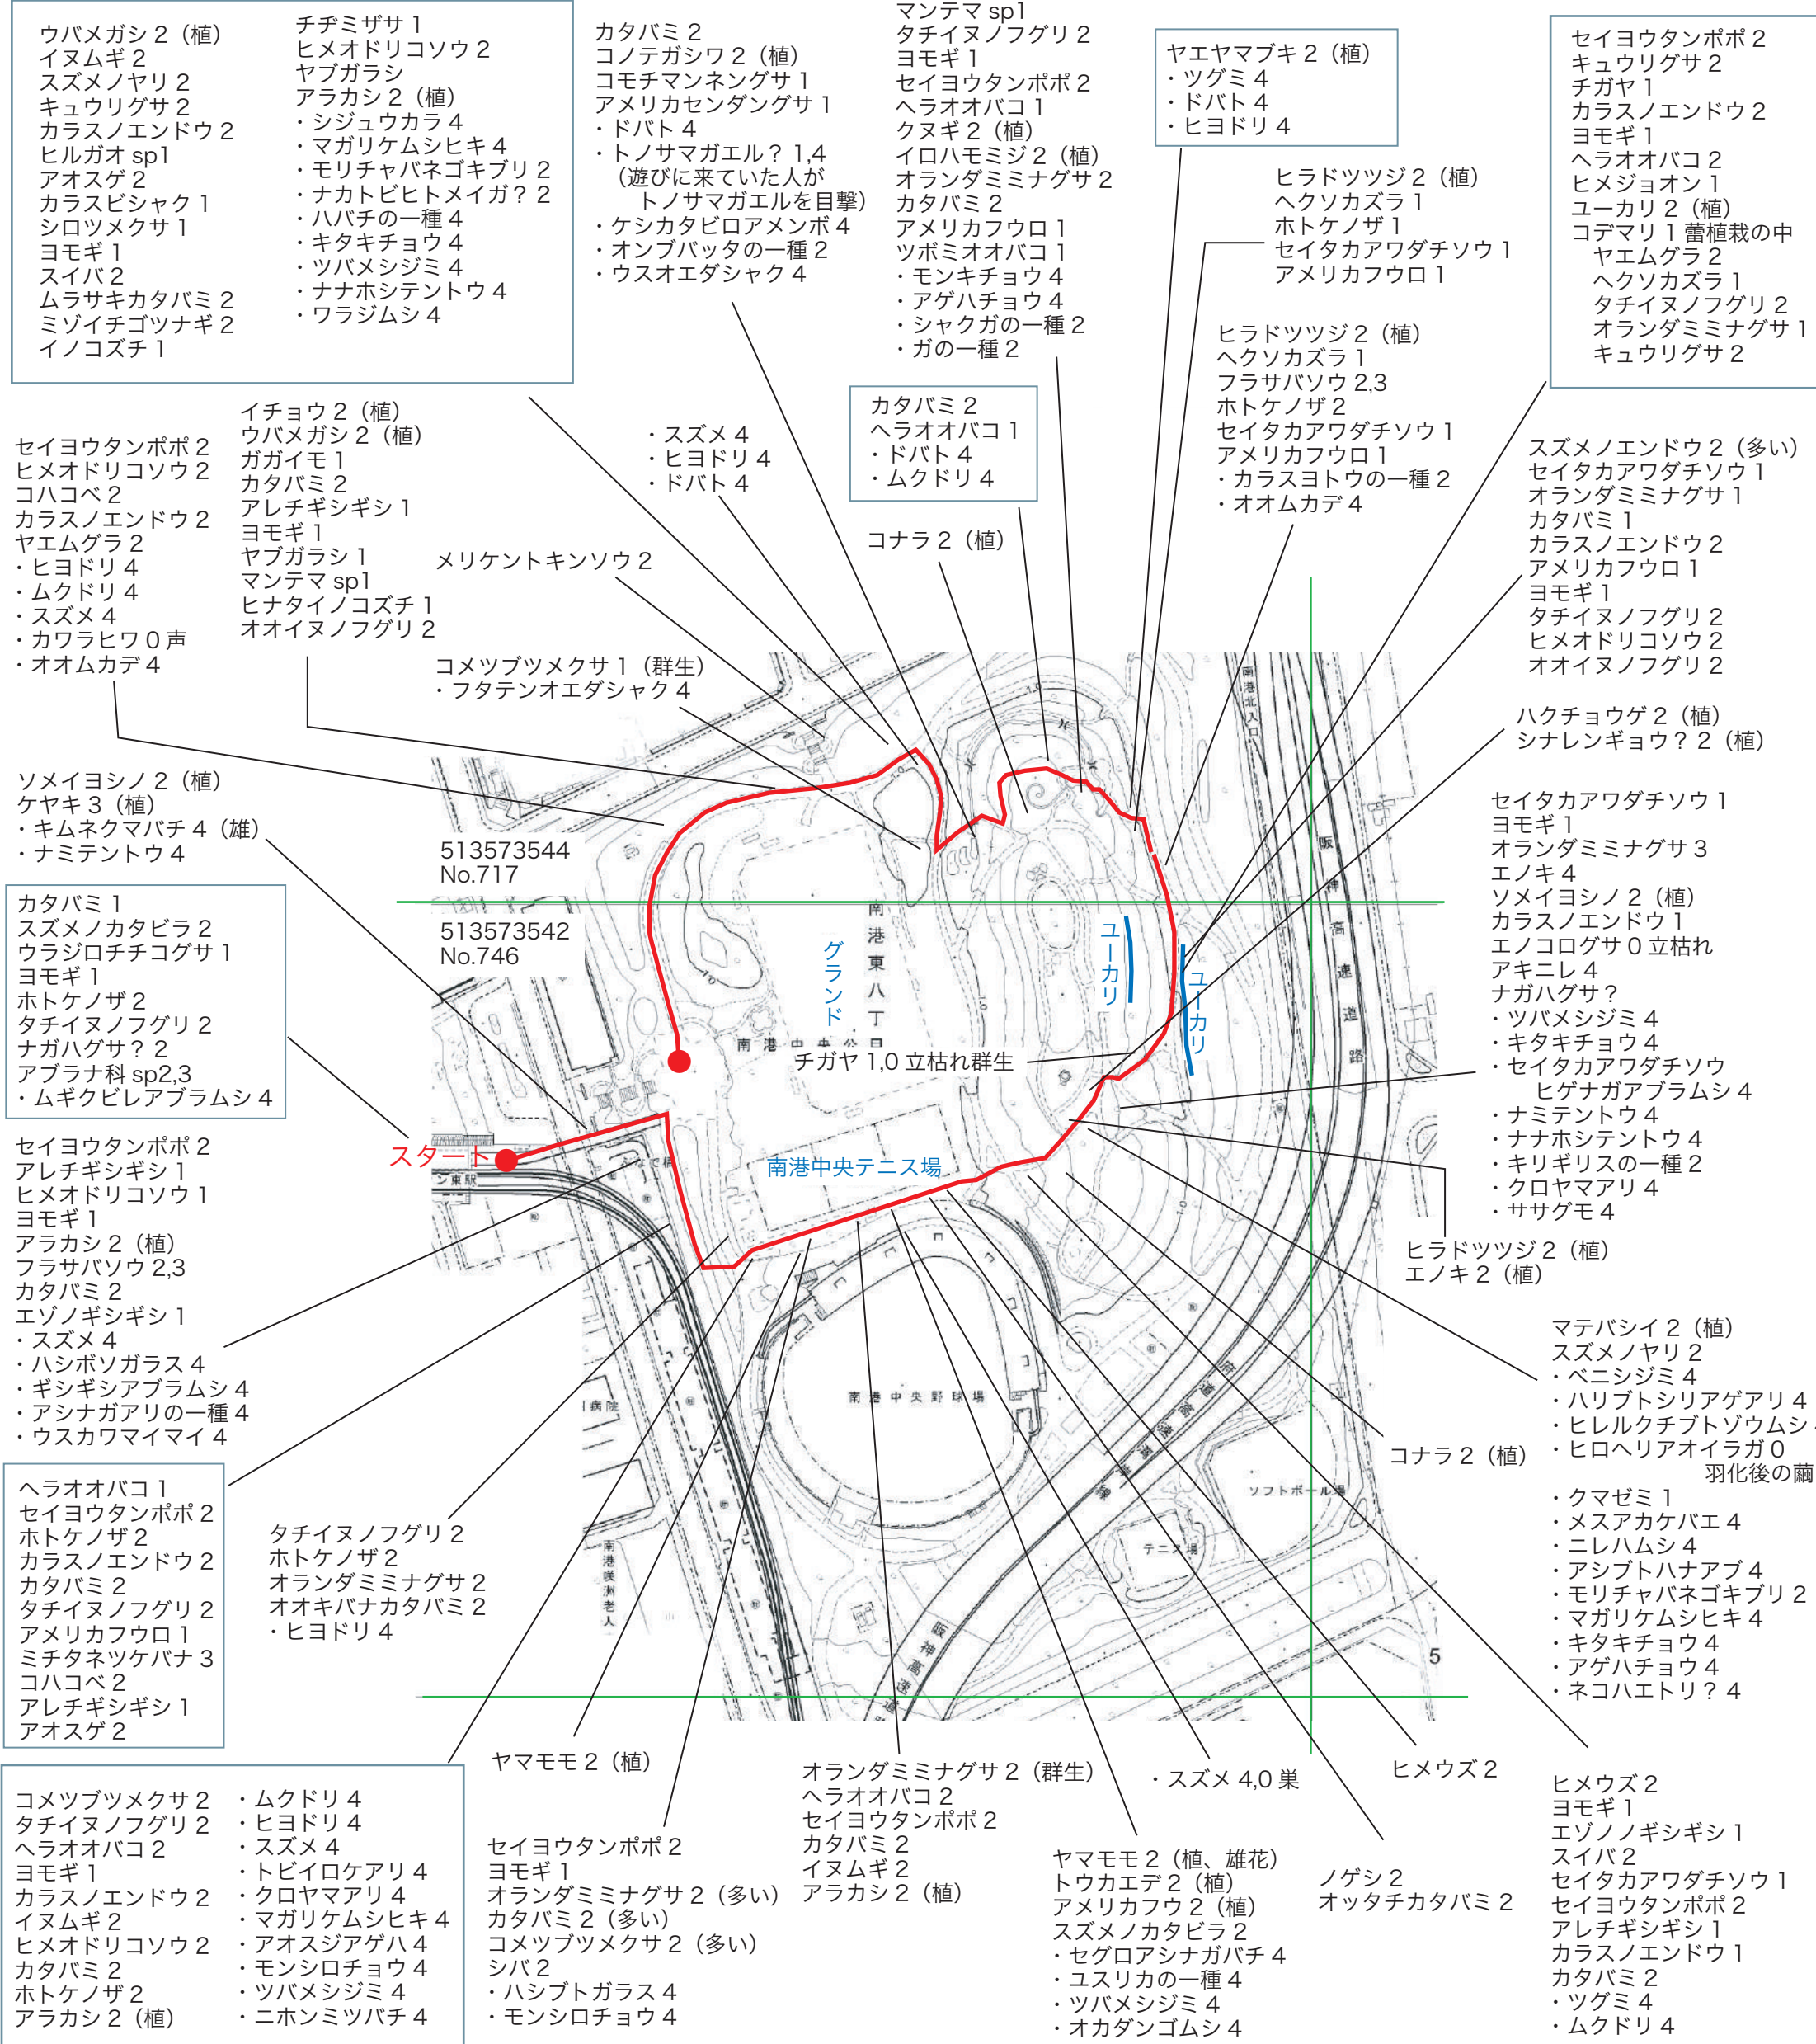 ウバメガシ 2（植）
イヌムギ 2
スズメノヤリ 2
キュウリグサ 2
カラスノエンドウ 2
ヒルガオ sp1
アオスゲ 2
カラスビシャク 1
シロツメクサ 1
ヨモギ 1
スイバ 2
ムラサキカタバミ 2
ミゾイチゴツナギ 2
イノコズチ 1
チヂミザサ 1
ヒメオドリコソウ 2
ヤブガラシ
アラカシ 2（植）
・シジュウカラ 4
・マガリケムシヒキ 4
・モリチャバネゴキブリ 2
・ナカトビヒトメイガ？ 2
・ハバチの一種 4
・キタキチョウ 4
・ツバメシジミ 4
・ナナホシテントウ 4
・ワラジムシ 4
カタバミ 2
コノテガシワ 2（植）
コモチマンネングサ 1
アメリカセンダングサ 1
・ドバト 4
・トノサマガエル？ 1,4
（遊びに来ていた人が
トノサマガエルを目撃）
・ケシカタビロアメンボ 4
・オンブバッタの一種 2
・ウスオエダシャク 4
マンテマ sp1
タチイヌノフグリ 2
ヨモギ 1
セイヨウタンポポ 2
ヘラオオバコ 1
クヌギ 2（植）
イロハモミジ 2（植）
オランダミミナグサ 2
カタバミ 2
アメリカフウロ 1
ツボミオオバコ 1
・モンキチョウ 4
・アゲハチョウ 4
・シャクガの一種 2
・ガの一種 2
ヤエヤマブキ 2（植）
・ツグミ 4
・ドバト 4
・ヒヨドリ 4
ヒラドツツジ 2（植）
ヘクソカズラ 1
ホトケノザ 1
セイタカアワダチソウ 1
アメリカフウロ 1
セイヨウタンポポ 2
キュウリグサ 2
チガヤ 1
カラスノエンドウ 2
ヨモギ 1
ヘラオオバコ 2
ヒメジョオン 1
ユーカリ 2（植）
コデマリ 1 蕾植栽の中
ヤエムグラ 2
ヘクソカズラ 1
タチイヌノフグリ 2
オランダミミナグサ 1
キュウリグサ 2
ヒラドツツジ 2（植）
ヘクソカズラ 1
フラサバソウ 2,3
ホトケノザ 2
セイタカアワダチソウ 1
アメリカフウロ 1
・カラスヨトウの一種 2
・オオムカデ 4
カタバミ 2
ヘラオオバコ 1
・ドバト 4
・ムクドリ 4
コナラ 2（植）
・スズメ 4
・ヒヨドリ 4
・ドバト 4
イチョウ 2（植）
ウバメガシ 2（植）
ガガイモ 1
カタバミ 2
アレチギシギシ 1
ヨモギ 1
ヤブガラシ 1
マンテマ sp1
ヒナタイノコズチ 1
オオイヌノフグリ 2
セイヨウタンポポ 2
ヒメオドリコソウ 2
コハコベ 2
カラスノエンドウ 2
ヤエムグラ 2
・ヒヨドリ 4
・ムクドリ 4
・スズメ 4
・カワラヒワ 0 声
・オオムカデ 4
メリケントキンソウ 2
コメツブツメクサ 1（群生）
・フタテンオエダシャク 4
スズメノエンドウ 2（多い）
セイタカアワダチソウ 1
オランダミミナグサ 1
カタバミ 1
カラスノエンドウ 2
アメリカフウロ 1
ヨモギ 1
タチイヌノフグリ 2
ヒメオドリコソウ 2
オオイヌノフグリ 2
ハクチョウゲ 2（植）
シナレンギョウ？ 2（植）
ソメイヨシノ 2（植）
ケヤキ 3（植）
・キムネクマバチ 4（雄）
・ナミテントウ 4
513573544
No.717
513573542
No.746
カタバミ 1
スズメノカタビラ 2
ウラジロチチコグサ 1
ヨモギ 1
ホトケノザ 2
タチイヌノフグリ 2
ナガハグサ？ 2
アブラナ科 sp2,3
・ムギクビレアブラムシ 4
セイタカアワダチソウ 1
ヨモギ 1
オランダミミナグサ 3
エノキ 4
ソメイヨシノ 2（植）
カラスノエンドウ 1
エノコログサ 0 立枯れ
アキニレ 4
ナガハグサ？
・ツバメシジミ 4
・キタキチョウ 4
・セイタカアワダチソウ
ヒゲナガアブラムシ 4
・ナミテントウ 4
・ナナホシテントウ 4
・キリギリスの一種 2
・クロヤマアリ 4
・ササグモ 4
南港北入口
阪神高速道路
グランド
南港東八丁目
ユーカリ
ユーカリ
南港中央公
チガヤ 1,0 立枯れ群生
スタート
ン東駅
南港中央テニス場
セイヨウタンポポ 2
アレチギシギシ 1
ヒメオドリコソウ 1
ヨモギ 1
アラカシ 2（植）
フラサバソウ 2,3
カタバミ 2
エゾノギシギシ 1
・スズメ 4
・ハシボソガラス 4
・ギシギシアブラムシ 4
・アシナガアリの一種 4
・ウスカワマイマイ 4
ヒラドツツジ 2（植）
エノキ 2（植）
マテバシイ 2（植）
スズメノヤリ 2
・ベニシジミ 4
・ハリブトシリアゲアリ 4
・ヒレルクチブトゾウムシ
・ヒロヘリアオイラガ 0
羽化後の繭
・クマゼミ 1
・メスアカケバエ 4
・ニレハムシ 4
・アシブトハナアブ 4
・モリチャバネゴキブリ 2
・マガリケムシヒキ 4
・キタキチョウ 4
・アゲハチョウ 4
・ネコハエトリ？ 4
コナラ 2（植）
南港中央野球場
病院
ソフトボール場
テニス場
南港咲洲老人
阪神高速道
5
ヘラオオバコ 1
セイヨウタンポポ 2
ホトケノザ 2
カラスノエンドウ 2
カタバミ 2
タチイヌノフグリ 2
アメリカフウロ 1
ミチタネツケバナ 3
コハコベ 2
アレチギシギシ 1
アオスゲ 2
タチイヌノフグリ 2
ホトケノザ 2
オランダミミナグサ 2
オオキバナカタバミ 2
・ヒヨドリ 4
コメツブツメクサ 2
タチイヌノフグリ 2
ヘラオオバコ 2
ヨモギ 1
カラスノエンドウ 2
イヌムギ 2
ヒメオドリコソウ 2
カタバミ 2
ホトケノザ 2
アラカシ 2（植）
・ムクドリ 4
・ヒヨドリ 4
・スズメ 4
・トビイロケアリ 4
・クロヤマアリ 4
・マガリケムシヒキ 4
・アオスジアゲハ 4
・モンシロチョウ 4
・ツバメシジミ 4
・ニホンミツバチ 4
ヤマモモ 2（植）
セイヨウタンポポ 2
ヨモギ 1
オランダミミナグサ 2（多い）
カタバミ 2（多い）
コメツブツメクサ 2（多い）
シバ 2
・ハシブトガラス 4
・モンシロチョウ 4
オランダミミナグサ 2（群生）
ヘラオオバコ 2
セイヨウタンポポ 2
カタバミ 2
イヌムギ 2
アラカシ 2（植）
・スズメ 4,0 巣
ヤマモモ 2（植、雄花）
トウカエデ 2（植）
アメリカフウ 2（植）
スズメノカタビラ 2
・セグロアシナガバチ 4
・ユスリカの一種 4
・ツバメシジミ 4
・オカダンゴムシ 4
ノゲシ 2
オッタチカタバミ 2
ヒメウズ 2
ヒメウズ 2
ヨモギ 1
エゾノノギシギシ 1
スイバ 2
セイタカアワダチソウ 1
セイヨウタンポポ 2
アレチギシギシ 1
カラスノエンドウ 1
カタバミ 2
・ツグミ 4
・ムクドリ 4